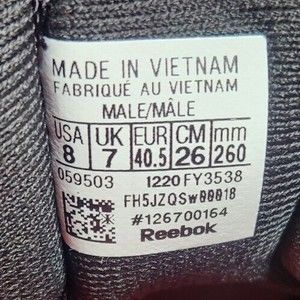 MADE IN VIETNAM
FABRIQUÉ AU VIETNAM
MALE/MÂLE
USA UK EUR CM mm
8 7 40.5 26 260
059503 1220 FY3538
FH5JZQSw00018
#126700164
Reebok